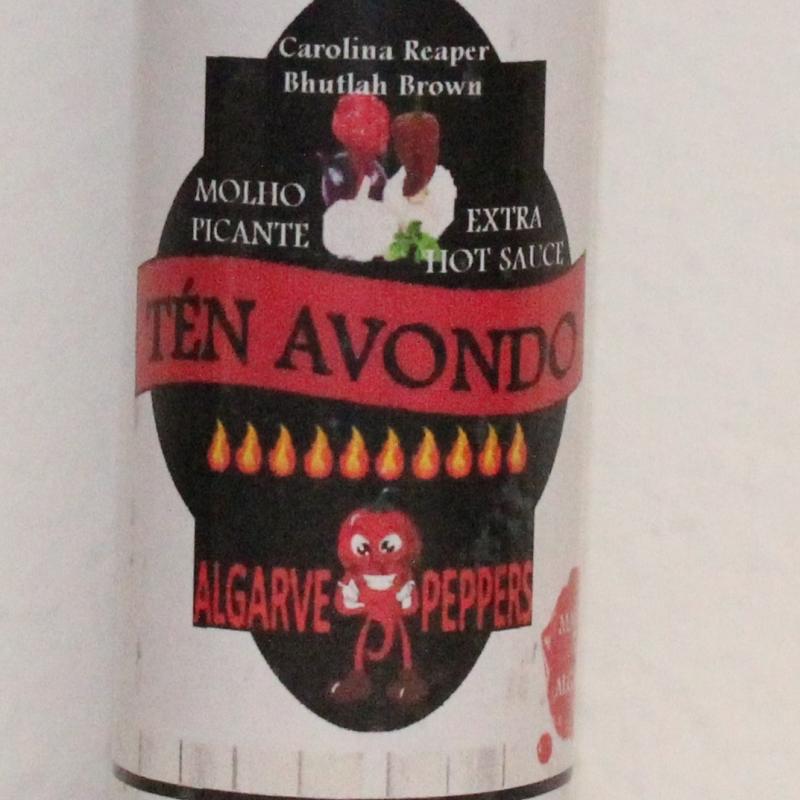 Carolina Reaper
Bhutlah Brown
MOLHO
PICANTE
EXTRA
HOT SAUCE
TÉN AVONDO
ALGARVE PEPPERS